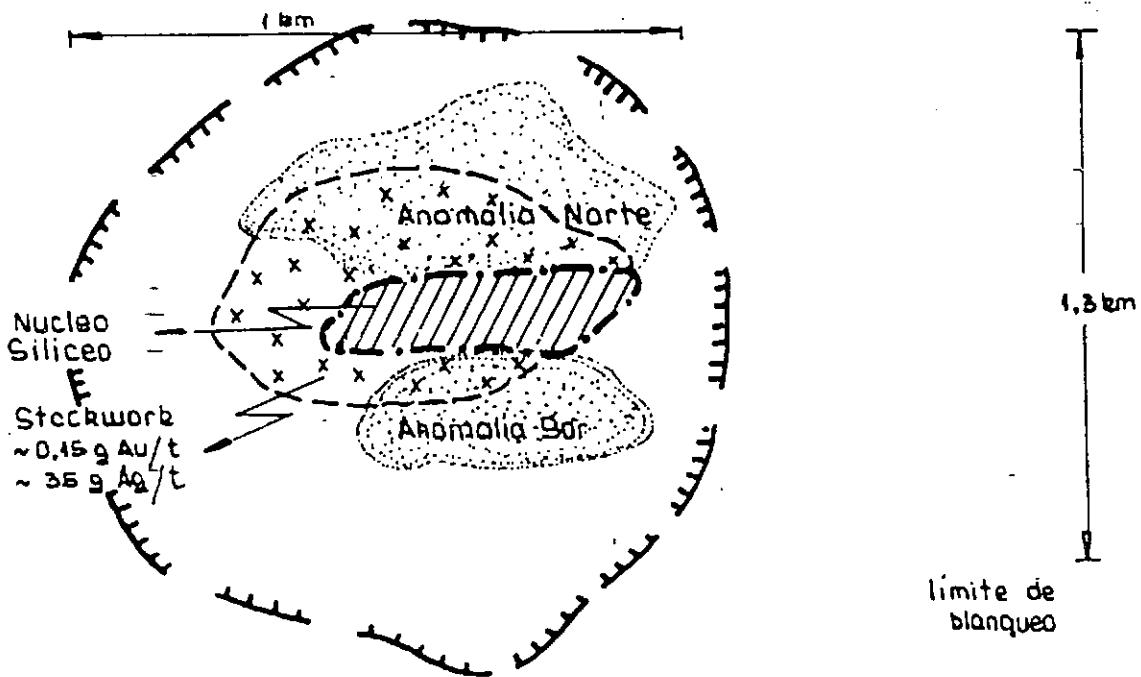 1 km
Anomalia Norte
1,3 km
Nucleo
Siliceo
Stockwork
~0,15 g Au/t
~ 35 g Ag/t
Anomalia Sur
límite de
blanqueo